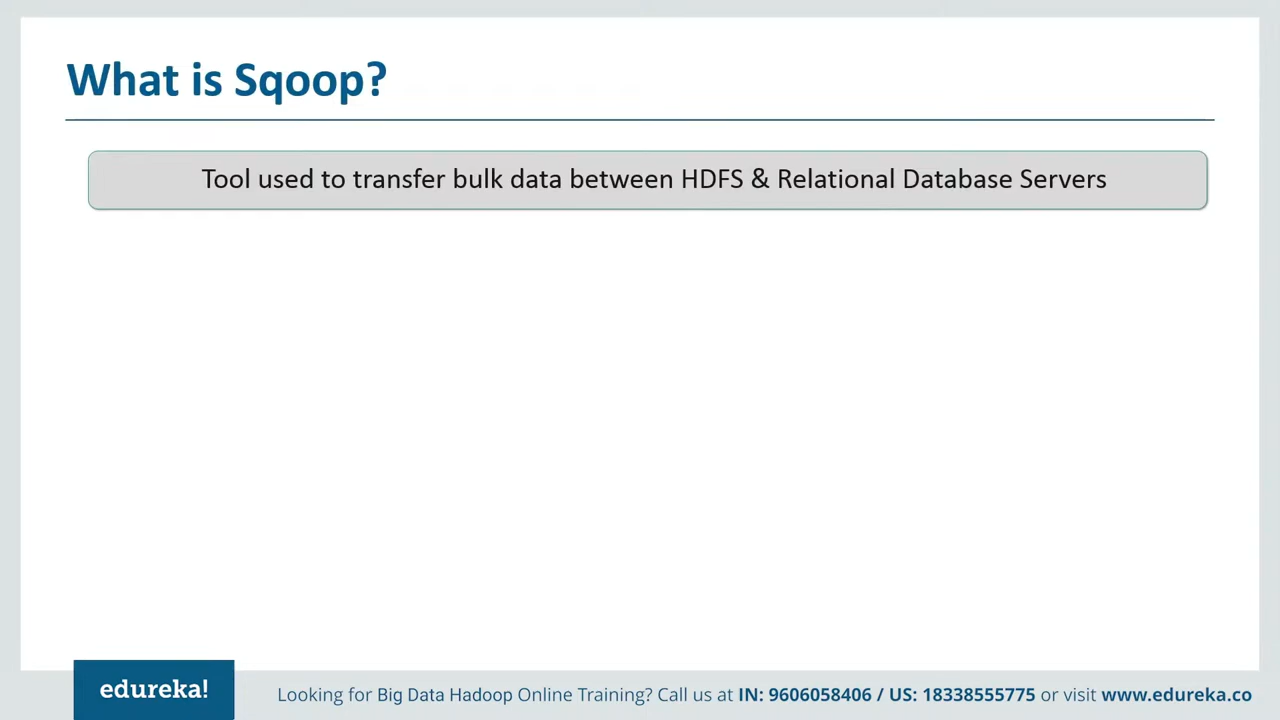 What is Sqoop?
Tool used to transfer bulk data between HDFS & Relational Database Servers
edureka!
Looking for Big Data Hadoop Online Training? Call us at IN: 9606058406 / US: 18338555775 or visit www.edureka.co